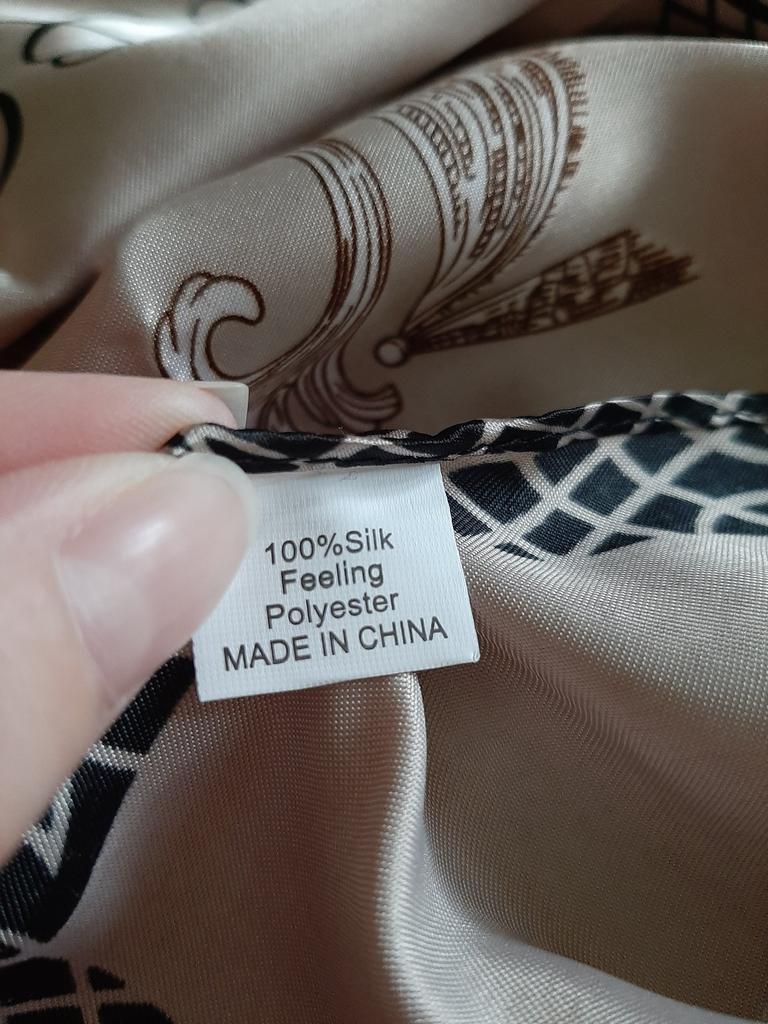 100%Silk
Feeling
Polyester
MADE IN CHINA